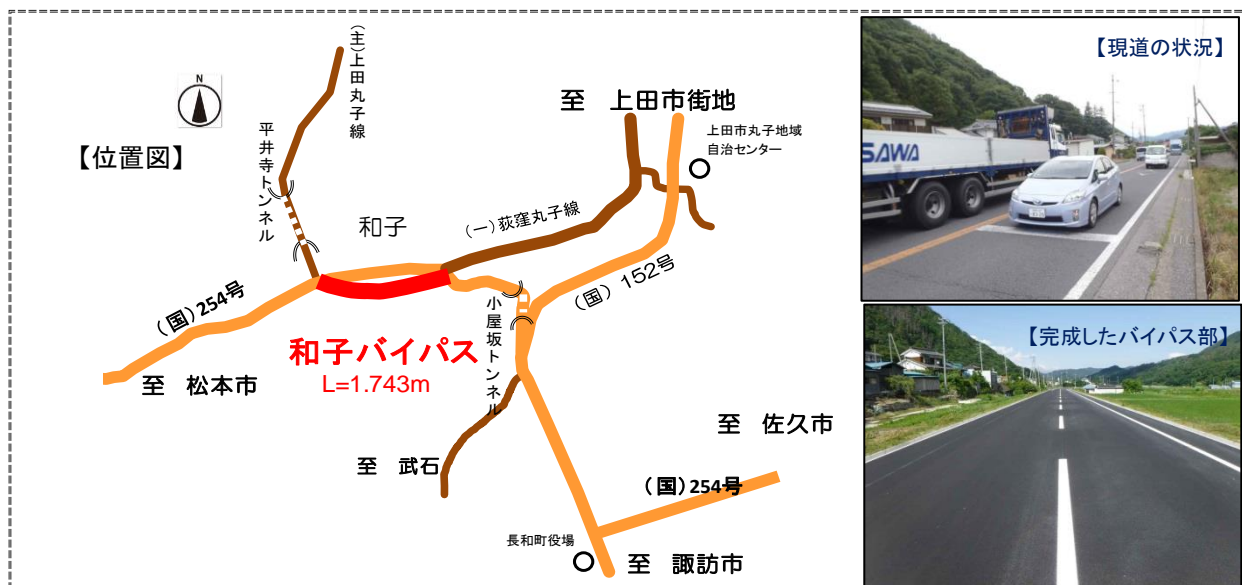 N
【位置図】
(主)上田丸子線
平井寺トンネル
和子
(一)荻窪丸子線
至 上田市街地
上田市丸子地域
自治センター
(国)254号
(国)152号
小屋坂トンネル
和子バイパス
L=1.743m
至 松本市
至 武石
至 佐久市
(国)254号
長和町役場
至 諏訪市
【現道の状況】
SAWA
【完成したバイパス部】